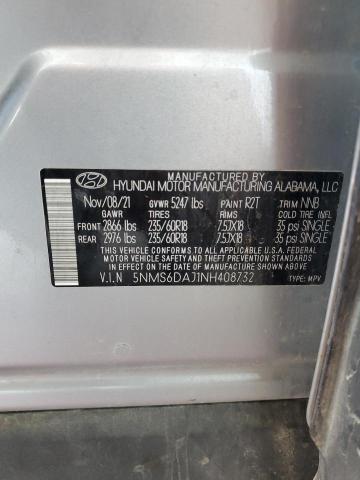 MANUFACTURED BY
HYUNDAI MOTOR MANUFACTURING ALABAMA, LLC
Nov/08/21 GVWR 5247 lbs PAINT R2T TRIM NNB
GAWR TIRES RIMS COLD TIRE INFL.
FRONT 2866 lbs 235/60R18 7.5JX18 35 psi SINGLE
REAR 2976 lbs 235/60R18 7.5JX18 35 psi SINGLE
THIS VEHICLE CONFORMS TO ALL APPLICABLE U.S. FEDERAL
MOTOR VEHICLE SAFETY AND THEFT PREVENTION STANDARDS
IN EFFECT ON THE DATE OF MANUFACTURE SHOWN ABOVE.
V.I.N 5NMS6DAJ1NH408732 TYPE: MPV